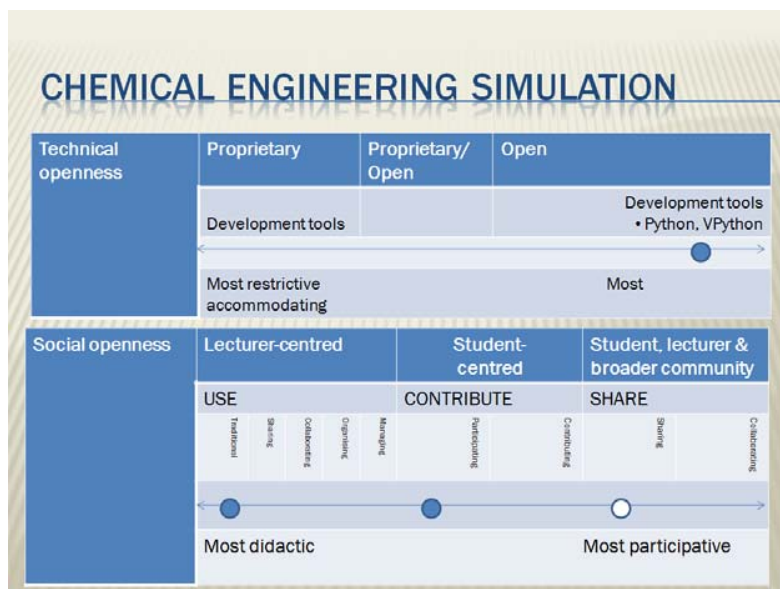 CHEMICAL ENGINEERING SIMULATION
Technical
openness
Proprietary
Proprietary/
Open
Open
Development tools
Development tools
• Python, VPython
Most restrictive
accommodating
Most
Social openness
Lecturer-centred
Student-
centred
Student, lecturer &
broader community
USE
CONTRIBUTE
SHARE
Traditional
Sharing
Collaborating
Organising
Managing
Participating
Contributing
Sharing
Collaborating
Most didactic
Most participative